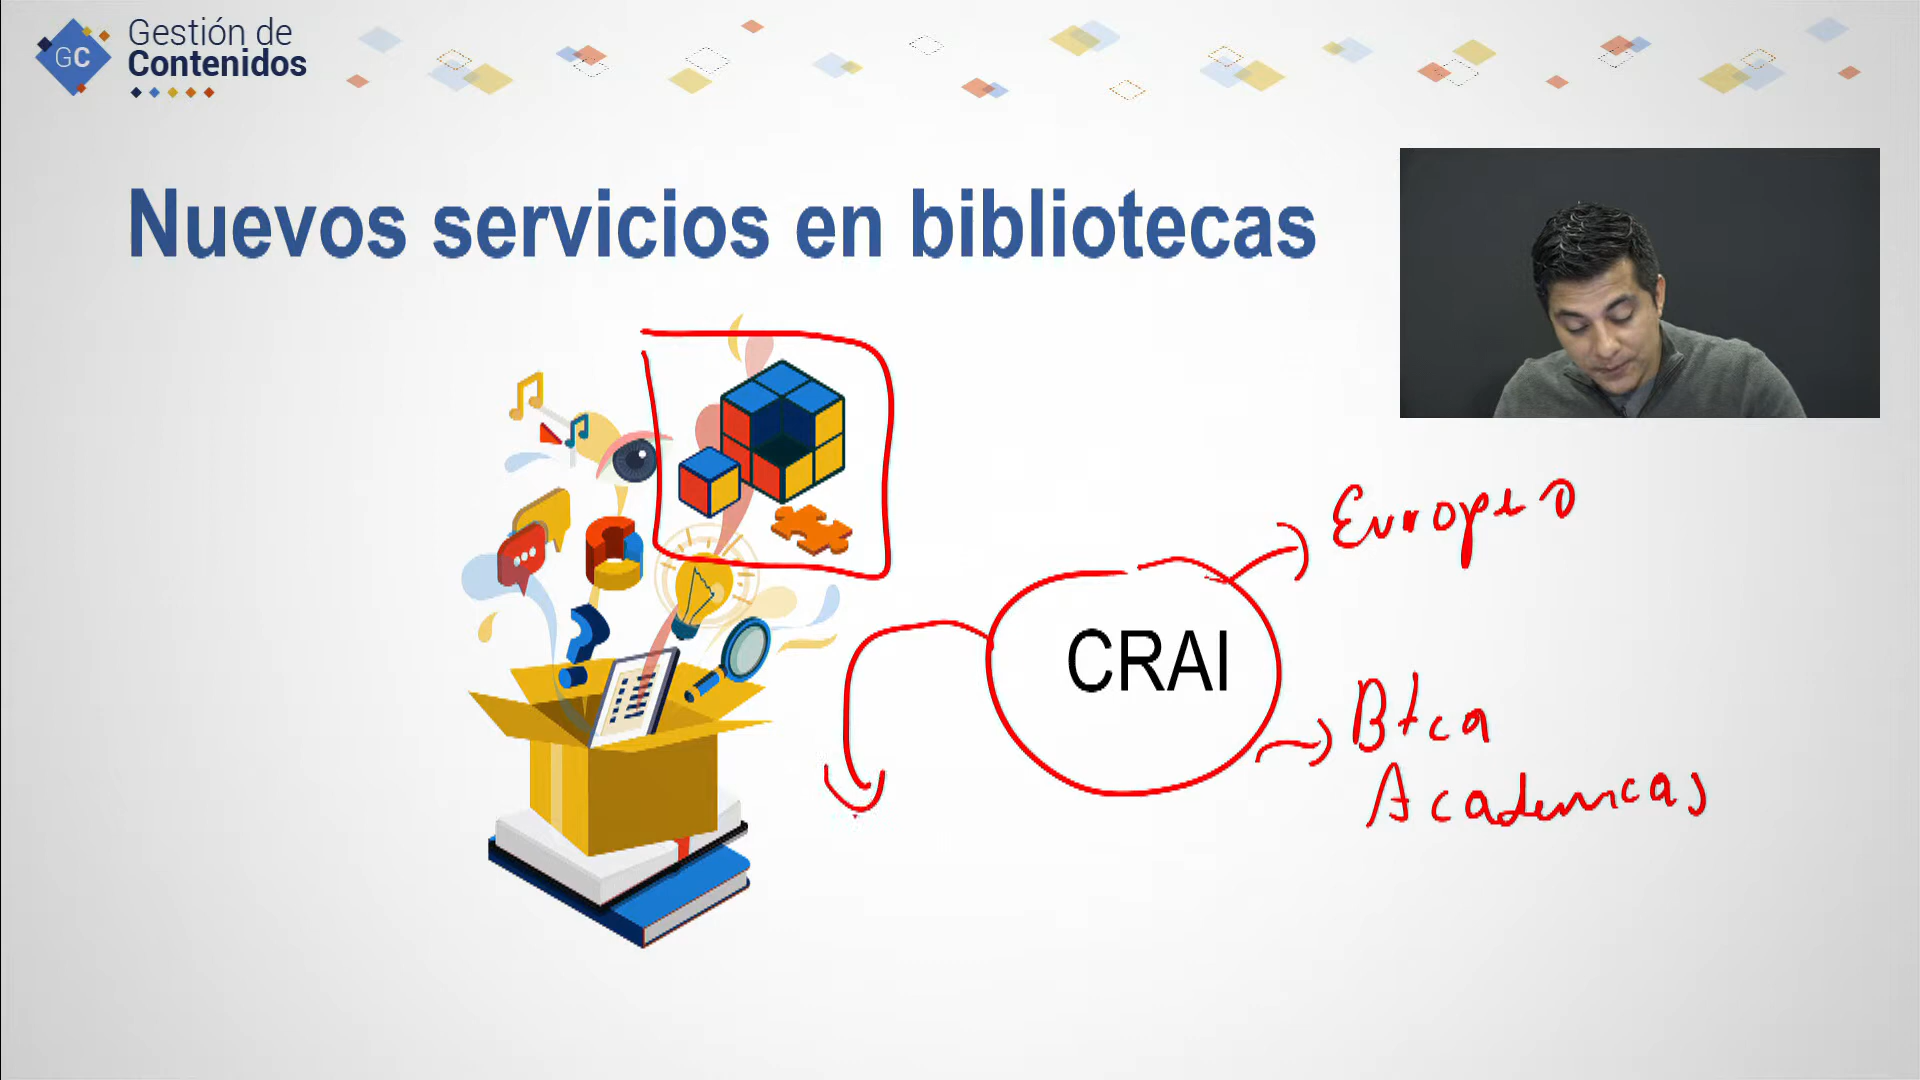 GC
Gestión de
Contenidos
Nuevos servicios en bibliotecas
Europeo
CRAI
Btca
Academicas